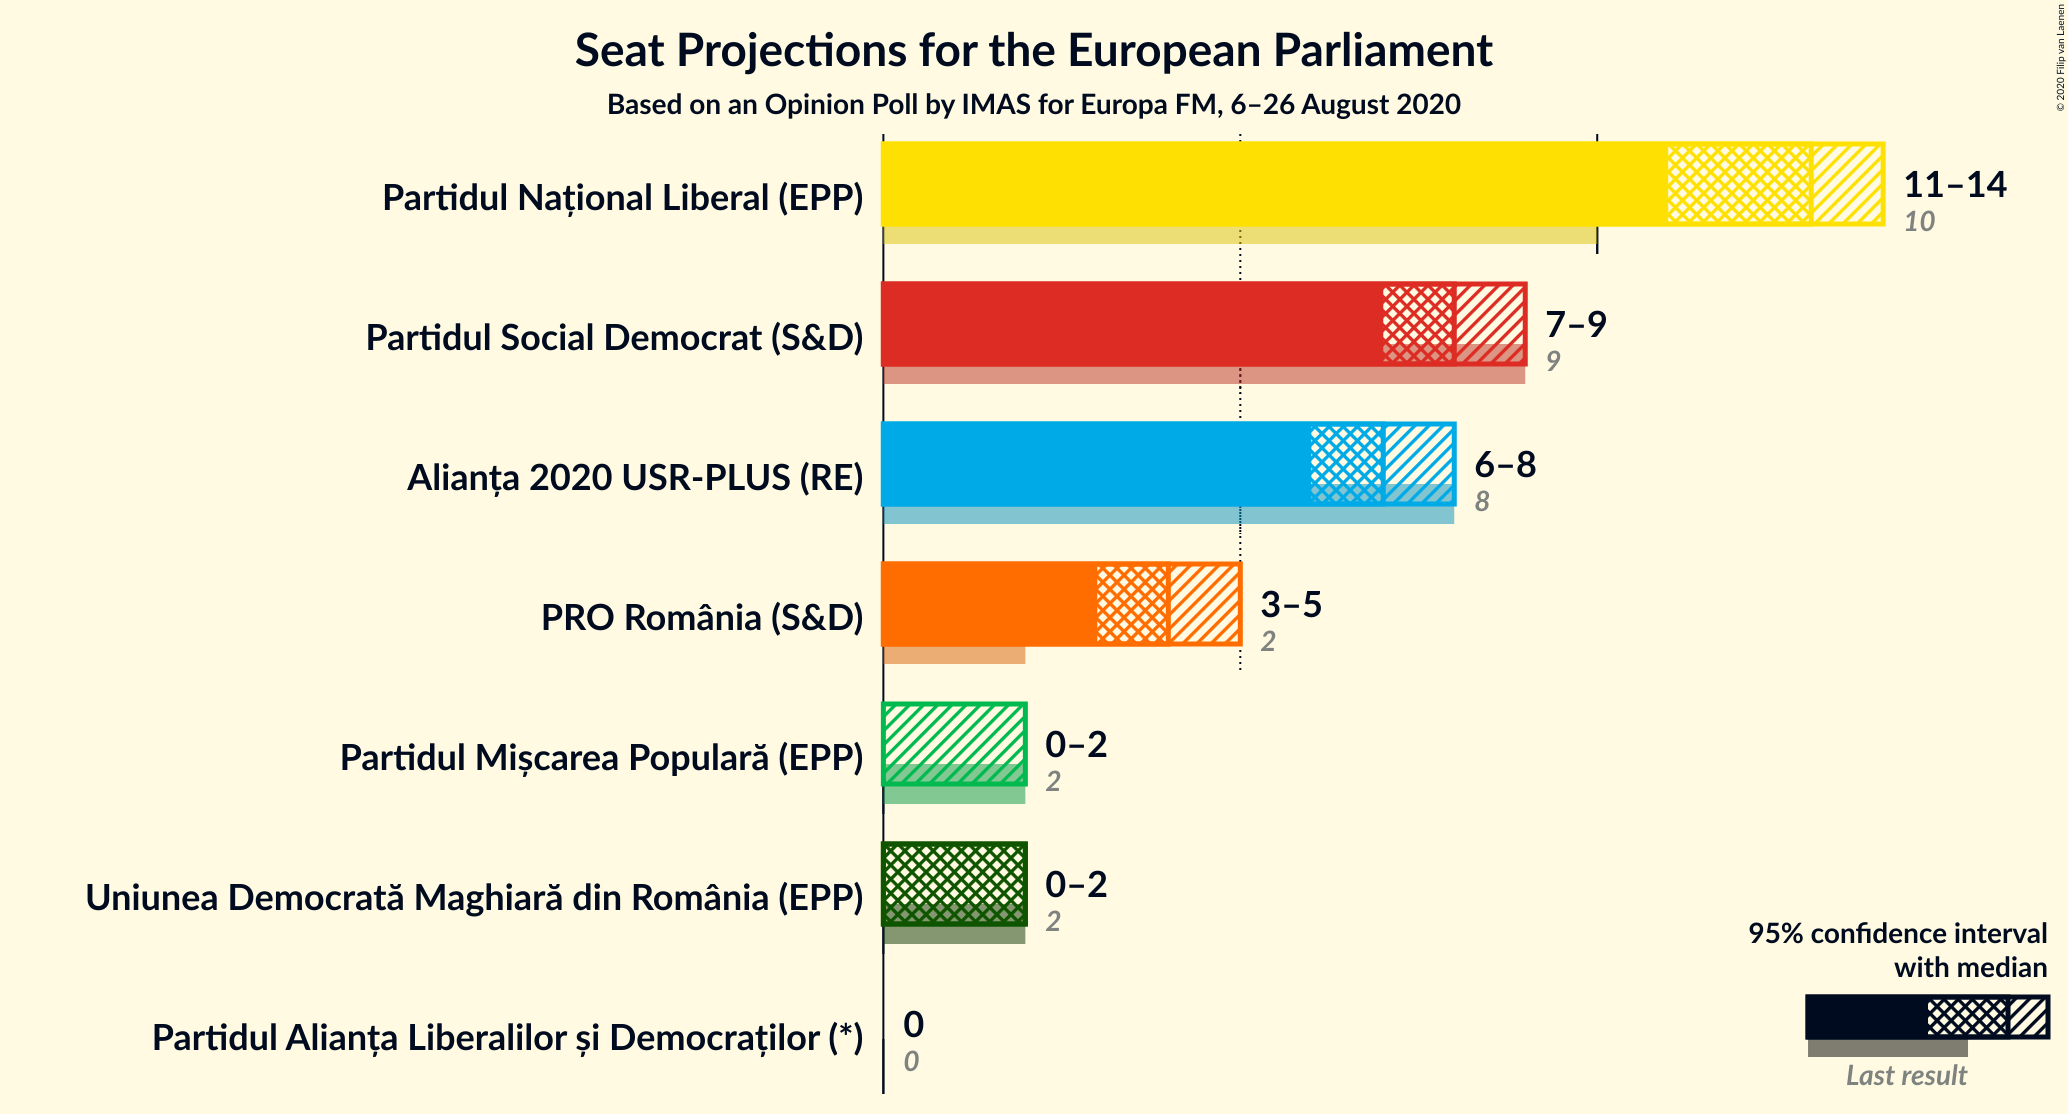 Seat Projections for the European Parliament
Based on an Opinion Poll by IMAS for Europa FM, 6–26 August 2020
© 2020 Filip van Laenen
Partidul Național Liberal (EPP)
11–14
10
Partidul Social Democrat (S&D)
7–9
9
Alianța 2020 USR-PLUS (RE)
6–8
8
PRO România (S&D)
3–5
2
Partidul Mișcarea Populară (EPP)
0–2
2
Uniunea Democrată Maghiară din România (EPP)
0–2
2
Partidul Alianța Liberalilor și Democraților (*)
0
0
95% confidence interval
with median
Last result